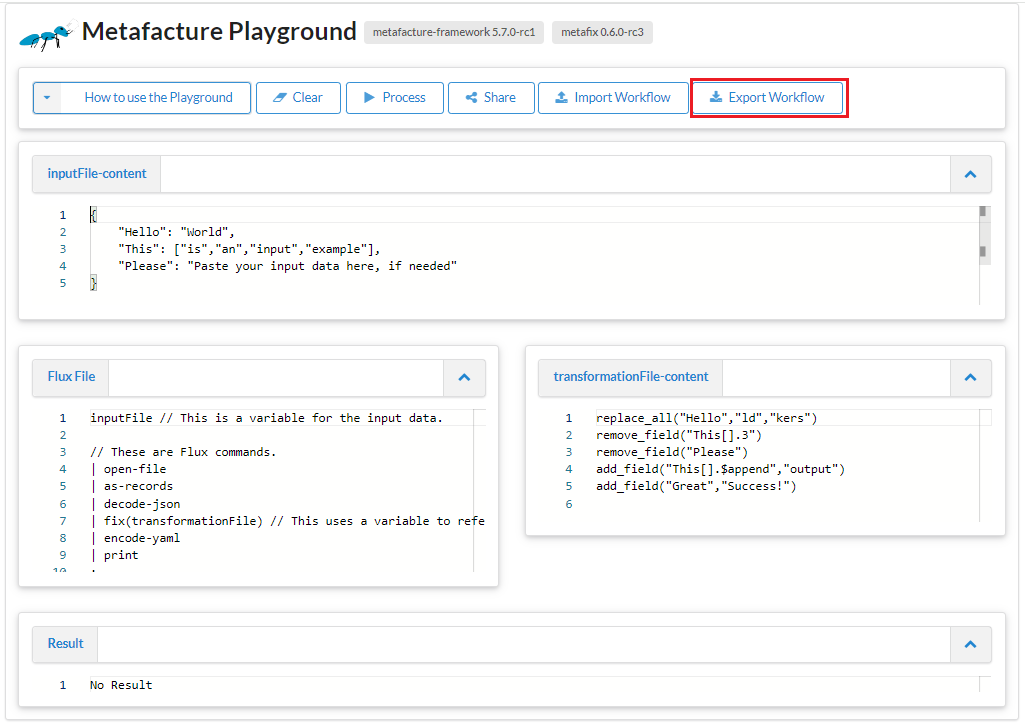 Metafacture Playground metafacture-framework 5.7.0-rc1 metafix 0.6.0-rc3
How to use the Playground Clear Process Share Import Workflow Export Workflow
inputFile-content
1 {
2 "Hello": "World",
3 "This": ["is","an","input","example"],
4 "Please": "Paste your input data here, if needed"
5 }
Flux File
1 inputFile // This is a variable for the input data.
2
3 // These are Flux commands.
4 | open-file
5 | as-records
6 | decode-json
7 | fix(transformationFile) // This uses a variable to refe
8 | encode-yaml
9 | print
10 ;
transformationFile-content
1 replace_all("Hello","ld","kers")
2 remove_field("This[].3")
3 remove_field("Please")
4 add_field("This[].$append","output")
5 add_field("Great","Success!")
6
Result
1 No Result